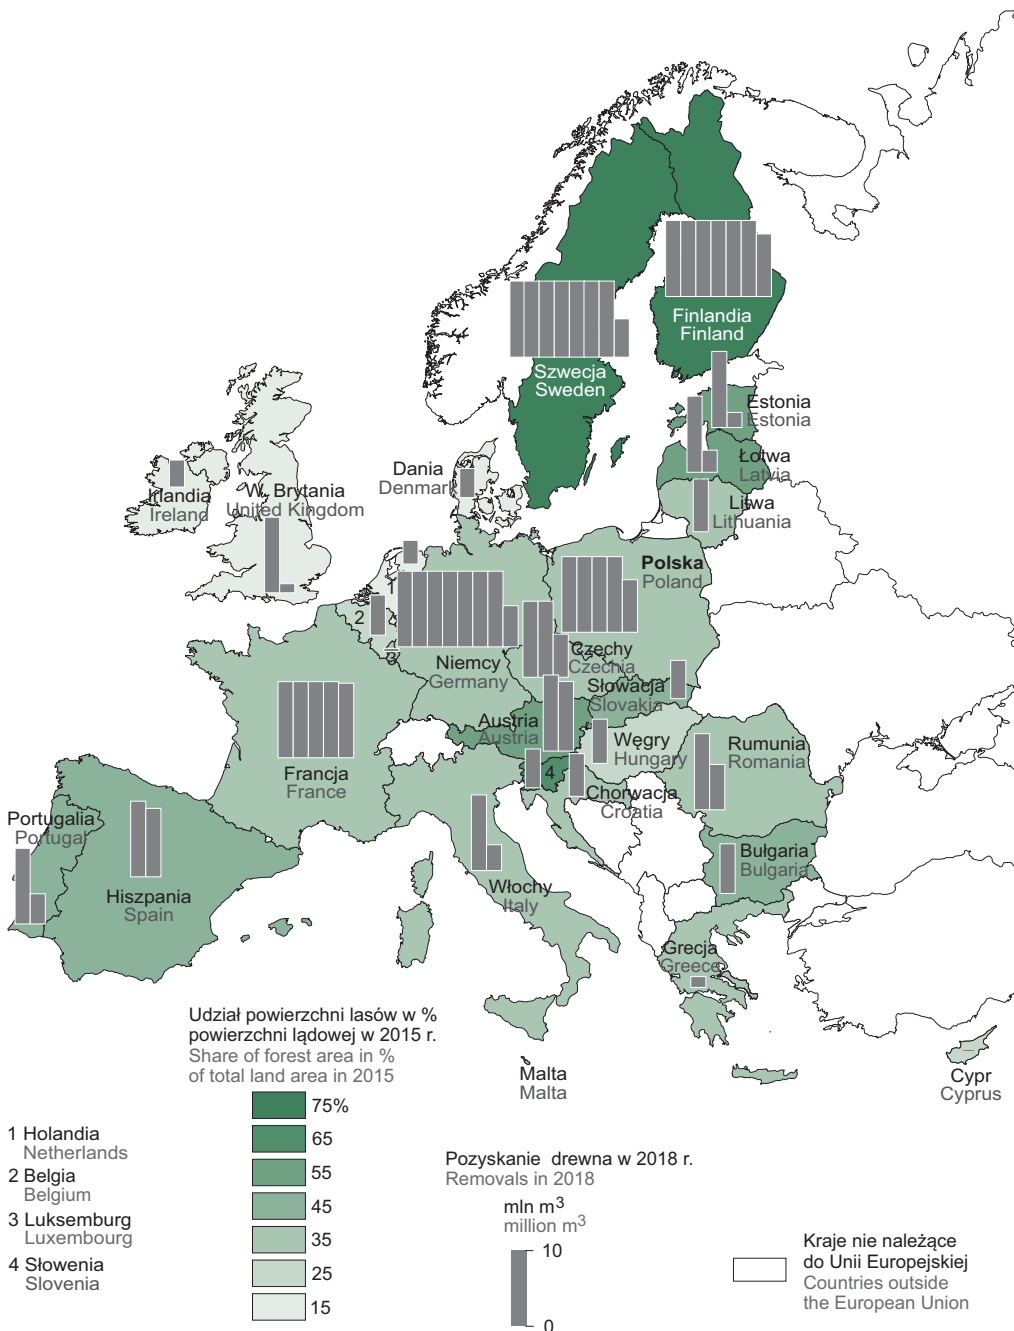 Finlandia
Finland
Szwecja
Sweden
Estonia
Estonia
Łotwa
Latvia
Litwa
Lithuania
Dania
Denmark
Irlandia
Ireland
W. Brytania
United Kingdom
Polska
Poland
1
2
3
Niemcy
Germany
Czechy
Czechia
Słowacja
Slovakia
Austria
Austria
Węgry
Hungary
Rumunia
Romania
Francja
France
4
Chorwacja
Croatia
Portugalia
Portugal
Hiszpania
Spain
Włochy
Italy
Bułgaria
Bulgaria
Grecja
Greece
Malta
Malta
Cypr
Cyprus
Udział powierzchni lasów w %
powierzchni lądowej w 2015 r.
Share of forest area in %
of total land area in 2015
75%
65
55
45
35
25
15
1 Holandia
Netherlands
2 Belgia
Belgium
3 Luksemburg
Luxembourg
4 Słowenia
Slovenia
Pozyskanie drewna w 2018 r.
Removals in 2018
mln m³
million m³
10
0
Kraje nie należące
do Unii Europejskiej
Countries outside
the European Union